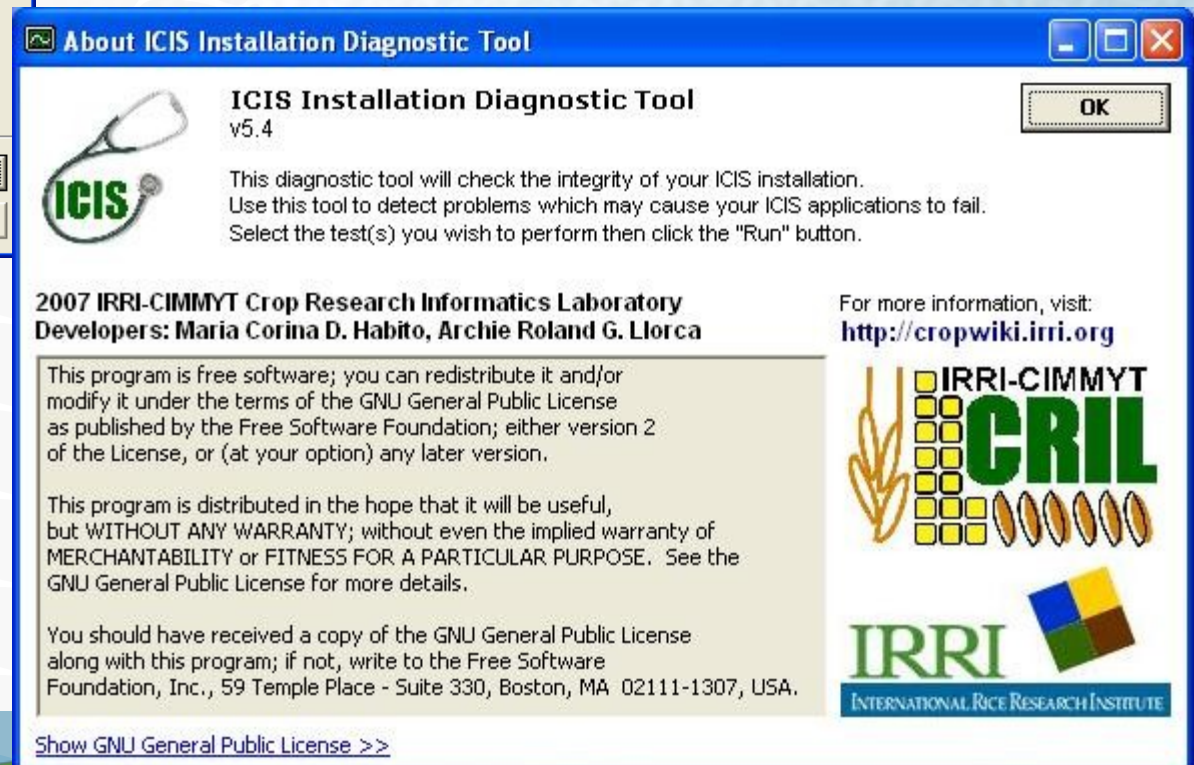 About ICIS Installation Diagnostic Tool
ICIS
ICIS Installation Diagnostic Tool
v5.4
OK
This diagnostic tool will check the integrity of your ICIS installation.
Use this tool to detect problems which may cause your ICIS applications to fail.
Select the test(s) you wish to perform then click the "Run" button.
2007 IRRI-CIMMYT Crop Research Informatics Laboratory
Developers: Maria Corina D. Habito, Archie Roland G. Llorca
For more information, visit:
http://cropwiki.irri.org
This program is free software; you can redistribute it and/or
modify it under the terms of the GNU General Public License
as published by the Free Software Foundation; either version 2
of the License, or (at your option) any later version.
This program is distributed in the hope that it will be useful,
but WITHOUT ANY WARRANTY; without even the implied warranty of
MERCHANTABILITY or FITNESS FOR A PARTICULAR PURPOSE.  See the
GNU General Public License for more details.
You should have received a copy of the GNU General Public License
along with this program; if not, write to the Free Software
Foundation, Inc., 59 Temple Place - Suite 330, Boston, MA  02111-1307, USA.
IRRI-CIMMYT
CRIL
IRRI
INTERNATIONAL RICE RESEARCH INSTITUTE
Show GNU General Public License >>